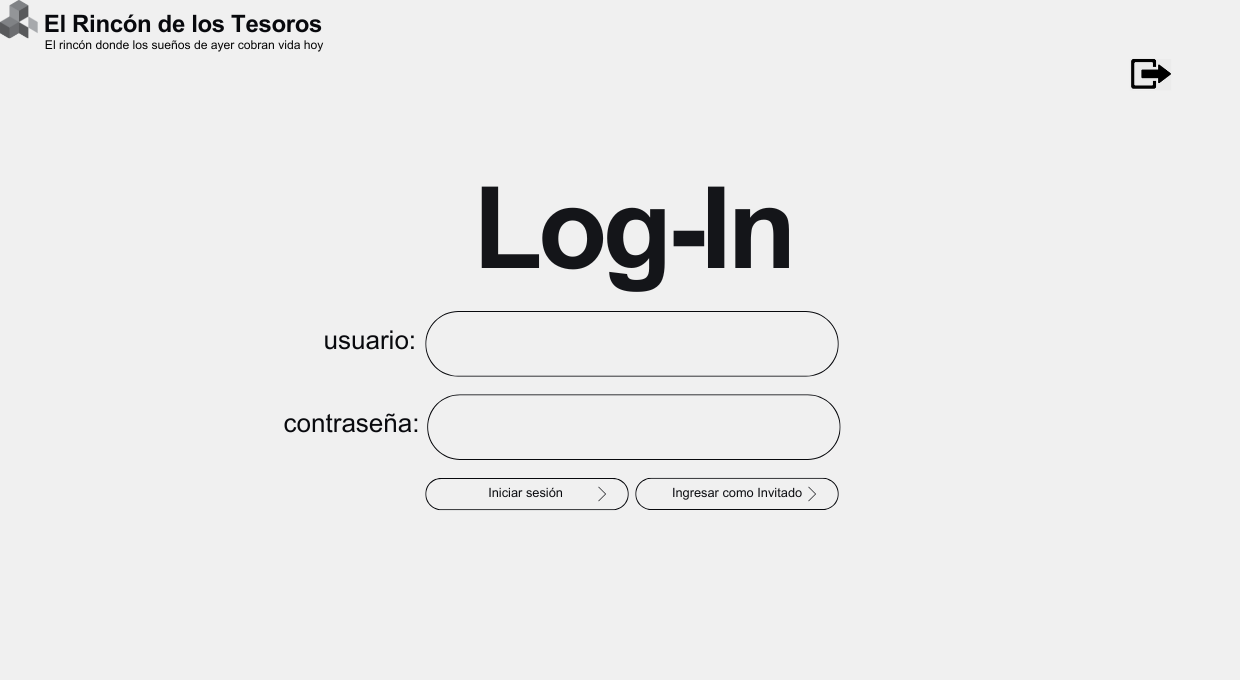 El Rincón de los Tesoros
El rincón donde los sueños de ayer cobran vida hoy
Log-In
usuario:
contraseña:
Iniciar sesión
Ingresar como Invitado